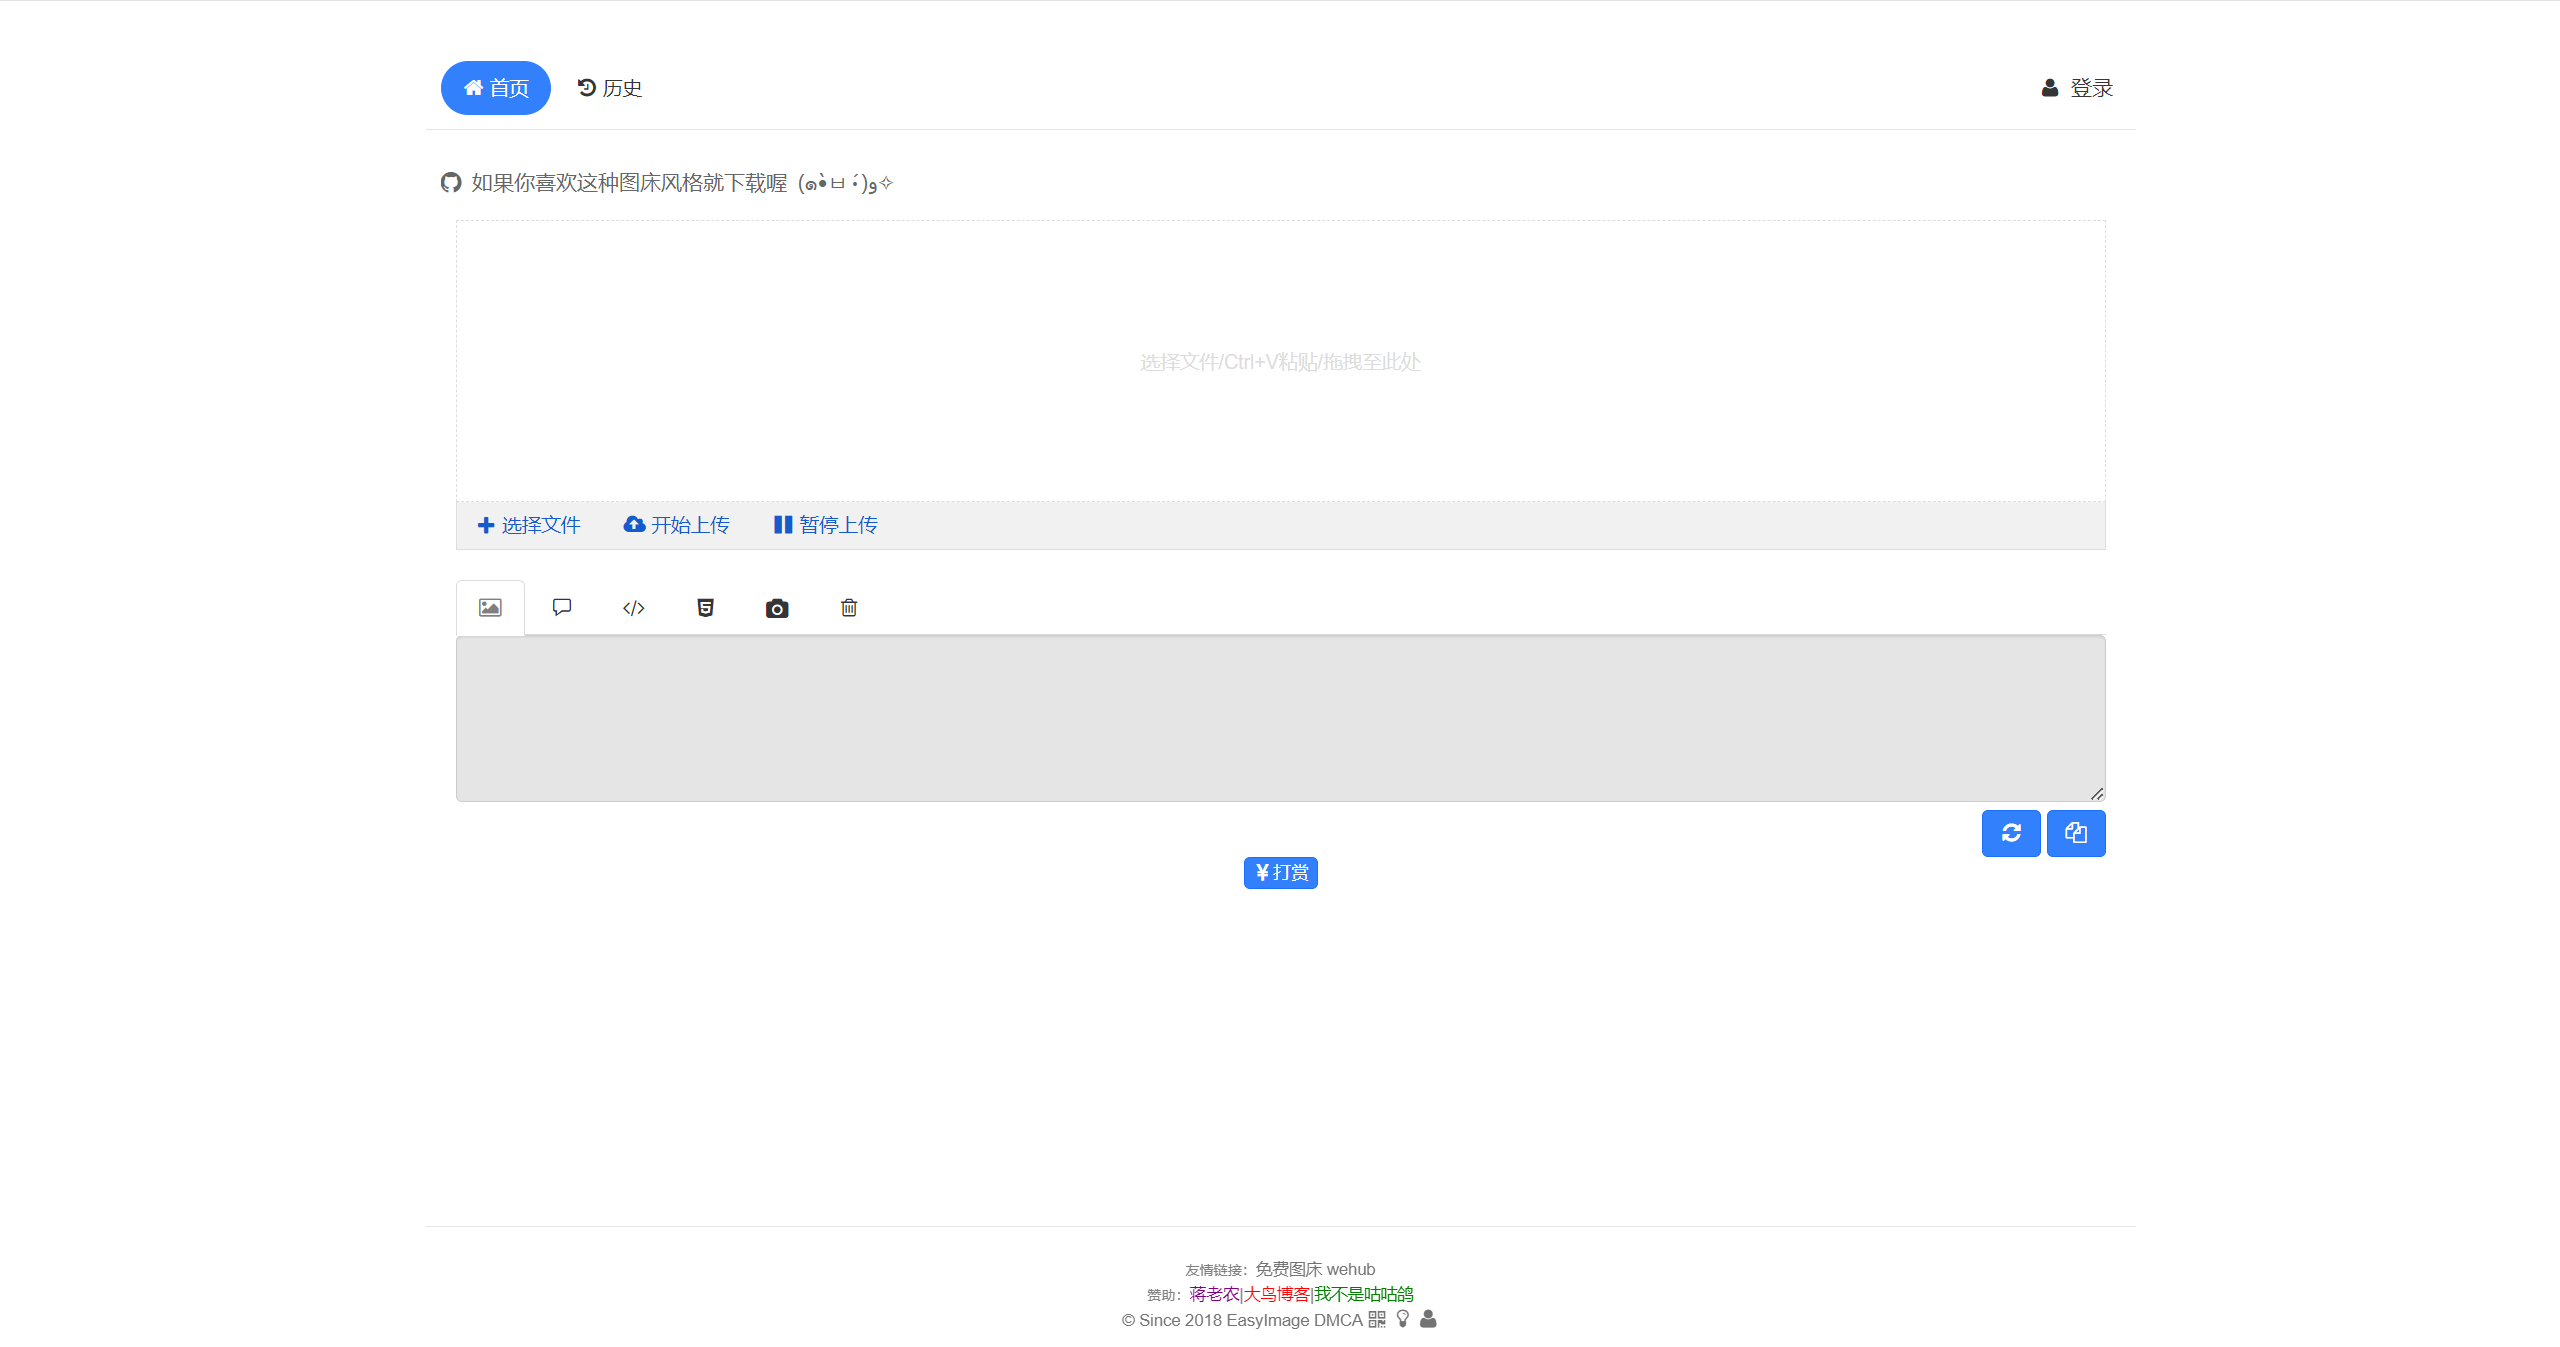 首页 历史 登录
如果你喜欢这种图床风格就下载喔 (๑•̀ㅂ•́)و✧
选择文件/Ctrl+V粘贴/拖拽至此处
选择文件 开始上传 暂停上传
¥打赏
友情链接：免费图床 wehub
赞助：蒋老农|大鸟博客|我不是咕咕鸽
© Since 2018 EasyImage DMCA